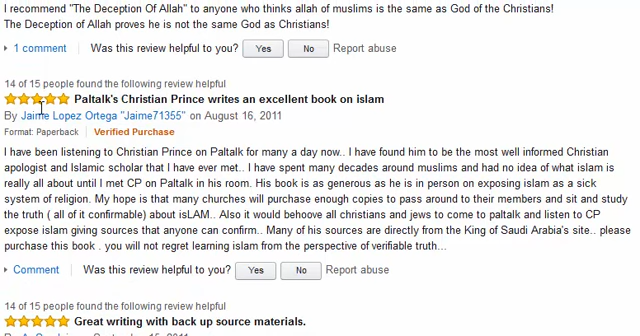 I recommend "The Deception Of Allah" to anyone who thinks allah of muslims is the same as God of the Christians!
The Deception of Allah proves he is not the same God as Christians!
1 comment Was this review helpful to you? Yes No Report abuse
14 of 15 people found the following review helpful
Paltalk's Christian Prince writes an excellent book on islam
By Jaime Lopez Ortega "Jaime71355" on August 16, 2011
Format: Paperback Verified Purchase
I have been listening to Christian Prince on Paltalk for many a day now.. I have found him to be the most well informed Christian
apologist and Islamic scholar that I have ever met.. I have spent many decades around muslims and had no idea of what islam is
really all about until I met CP on Paltalk in his room. His book is as generous as he is in person on exposing islam as a sick
system of religion. My hope is that many churches will purchase enough copies to pass around to their members and sit and study
the truth ( all of it confirmable) about isLAM.. Also it would behoove all christians and jews to come to paltalk and listen to CP
expose islam giving sources that anyone can confirm.. Many of his sources are directly from the King of Saudi Arabia's site.. please
purchase this book . you will not regret learning islam from the perspective of verifiable truth...
Comment Was this review helpful to you? Yes No Report abuse
14 of 15 people found the following review helpful
Great writing with back up source materials.